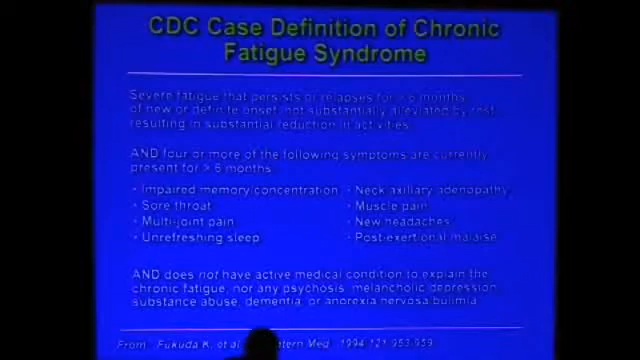 CDC Case Definition of Chronic
Fatigue Syndrome
Severe fatigue that persists or relapses for > 6 months
of new or definite onset, not substantially alleviated by rest
resulting in substantial reduction in activities
AND four or more of the following symptoms are currently
present for > 6 months
• Impaired memory concentration
• Sore throat
• Multi-joint pain
• Unrefreshing sleep
• Neck axillary adenopathy
• Muscle pain
• New headaches
• Post-exertional malaise
AND does not have active medical condition to explain the
chronic fatigue, nor any psychosis, melancholic depression
substance abuse, dementia, or anorexia nervosa bulimia
From: Fukuda K, et al. Intern Med. 1994 121 953 959